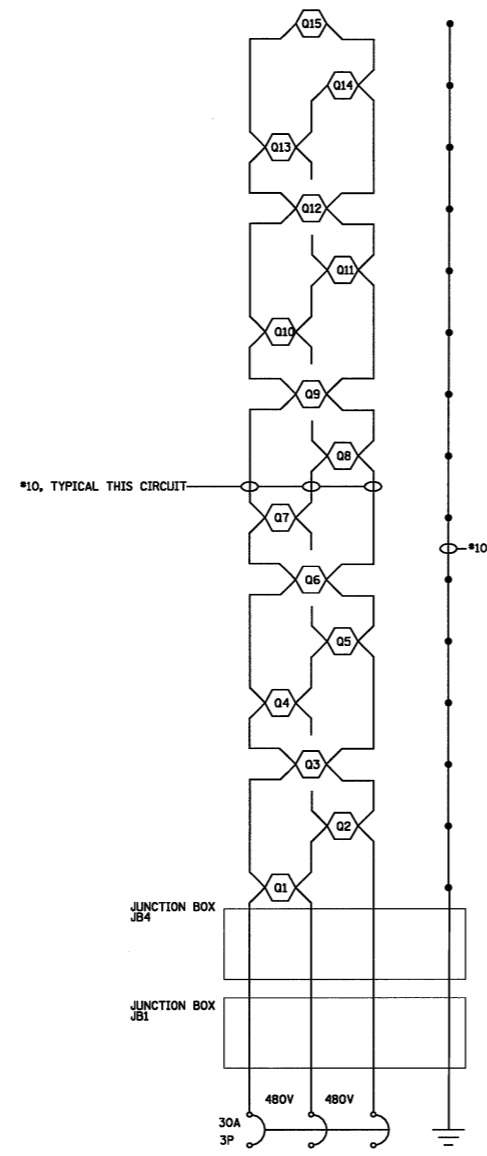 Q15
Q14
Q13
Q12
Q11
Q10
Q9
Q8
*10, TYPICAL THIS CIRCUIT
Q7
*10
Q6
Q5
Q4
Q3
Q2
Q1
JUNCTION BOX
JB4
JUNCTION BOX
JB1
480V 480V
30A
3P